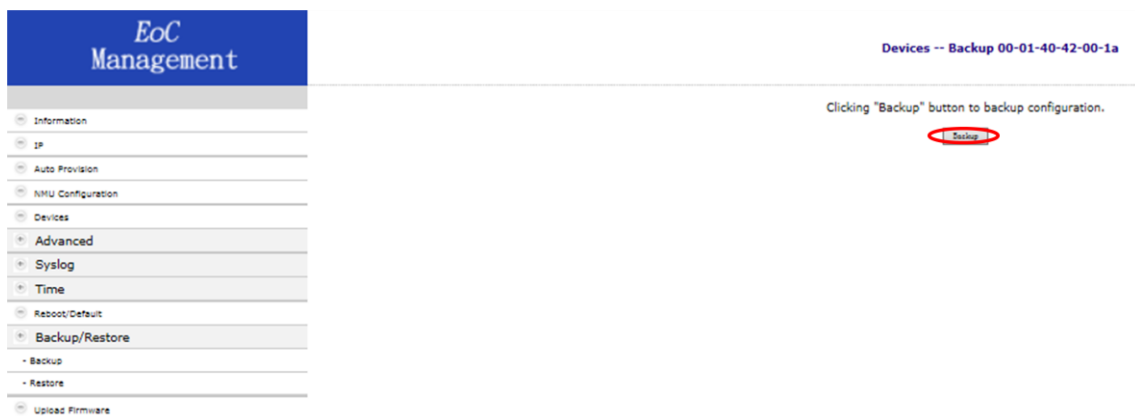 EoC
Management
Devices -- Backup 00-01-40-42-00-1a
Clicking "Backup" button to backup configuration.
Backup
Information
IP
Auto Provision
NMU Configuration
Devices
Advanced
Syslog
Time
Reboot/Default
Backup/Restore
- Backup
- Restore
Upload Firmware